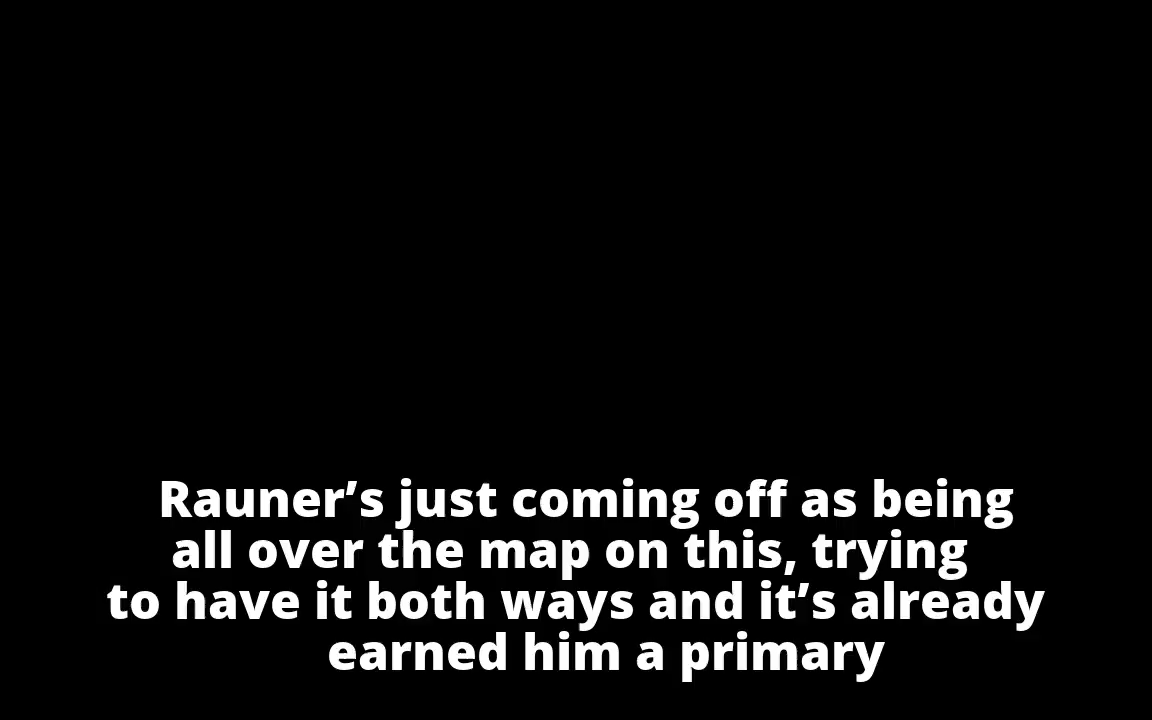 Rauner’s just coming off as being
all over the map on this, trying
to have it both ways and it’s already
earned him a primary